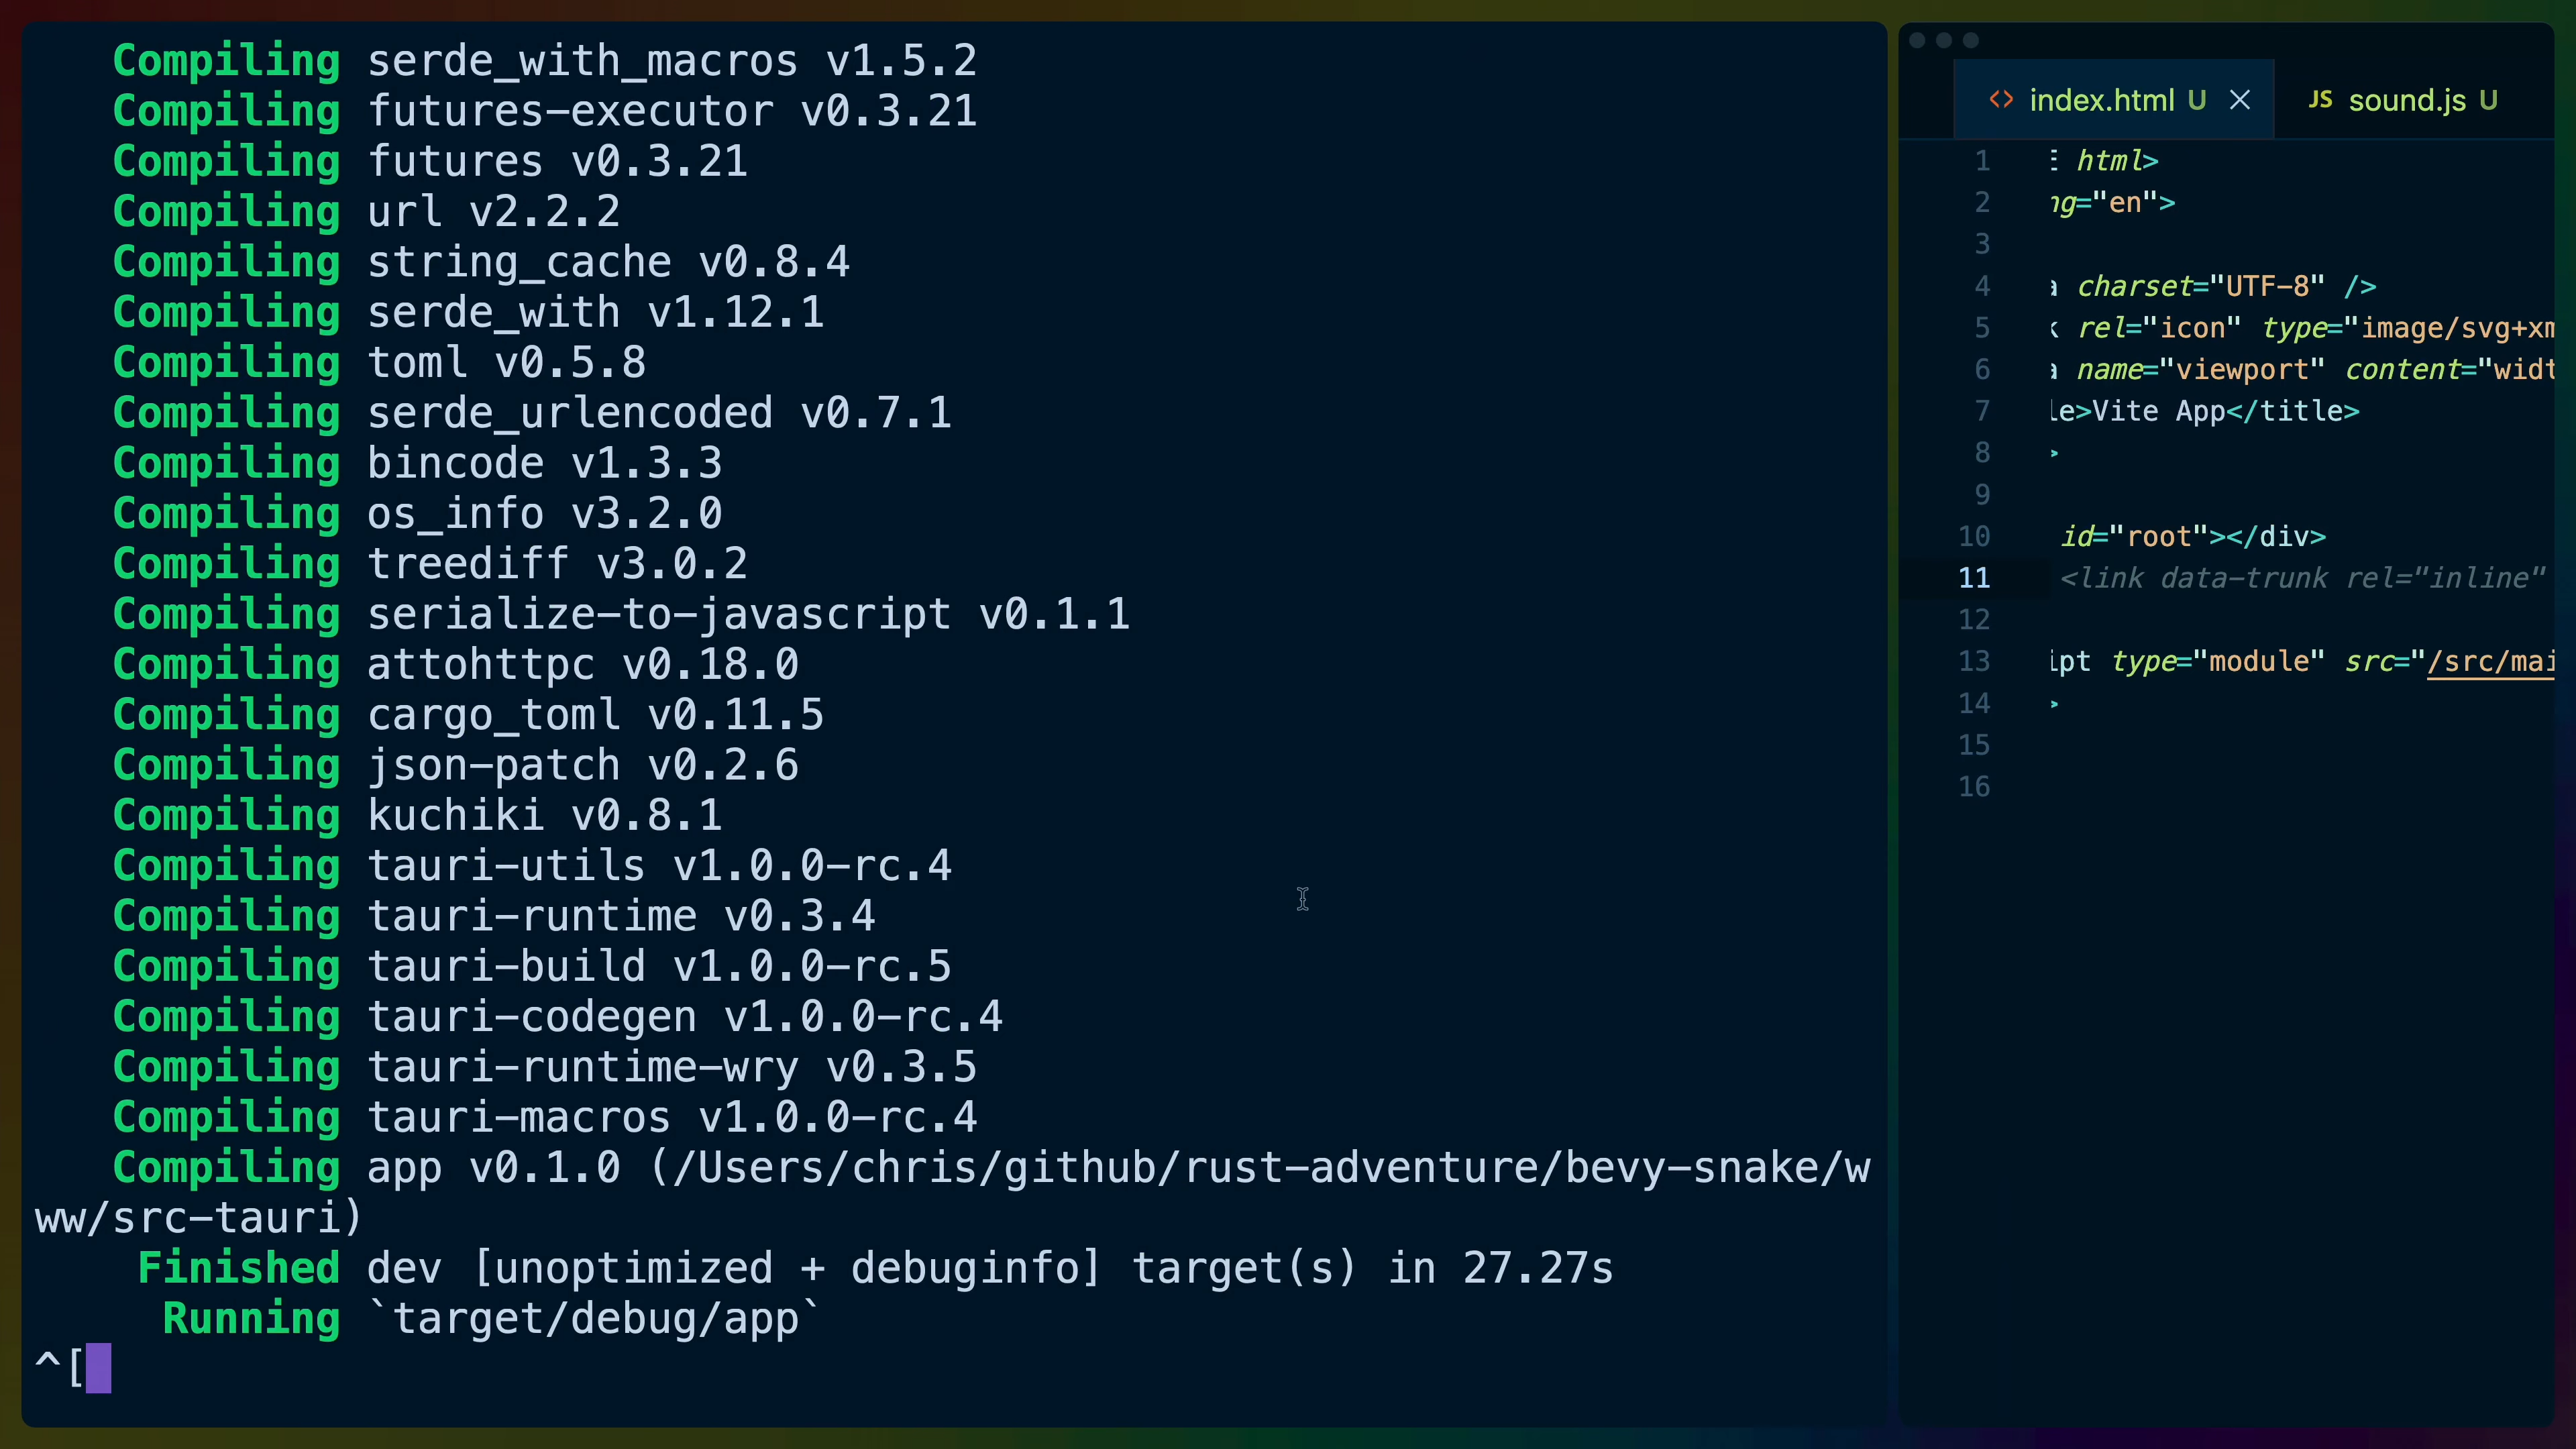 Compiling serde_with_macros v1.5.2
Compiling futures-executor v0.3.21
Compiling futures v0.3.21
Compiling url v2.2.2
Compiling string_cache v0.8.4
Compiling serde_with v1.12.1
Compiling toml v0.5.8
Compiling serde_urlencoded v0.7.1
Compiling bincode v1.3.3
Compiling os_info v3.2.0
Compiling treediff v3.0.2
Compiling serialize-to-javascript v0.1.1
Compiling attohttpc v0.18.0
Compiling cargo_toml v0.11.5
Compiling json-patch v0.2.6
Compiling kuchiki v0.8.1
Compiling tauri-utils v1.0.0-rc.4
Compiling tauri-runtime v0.3.4
Compiling tauri-build v1.0.0-rc.5
Compiling tauri-codegen v1.0.0-rc.4
Compiling tauri-runtime-wry v0.3.5
Compiling tauri-macros v1.0.0-rc.4
Compiling app v0.1.0 (/Users/chris/github/rust-adventure/bevy-snake/w
ww/src-tauri)
Finished dev [unoptimized + debuginfo] target(s) in 27.27s
Running `target/debug/app`
^[
<> index.html U JS sound.js U
1 html>
2 ng="en">
3
4 charset="UTF-8" />
5 rel="icon" type="image/svg+xm
6 name="viewport" content="widt
7 le>Vite App</title>
8 >
9
10 id="root"></div>
11 <link data-trunk rel="inline"
12
13 ipt type="module" src="/src/mai
14 >
15
16